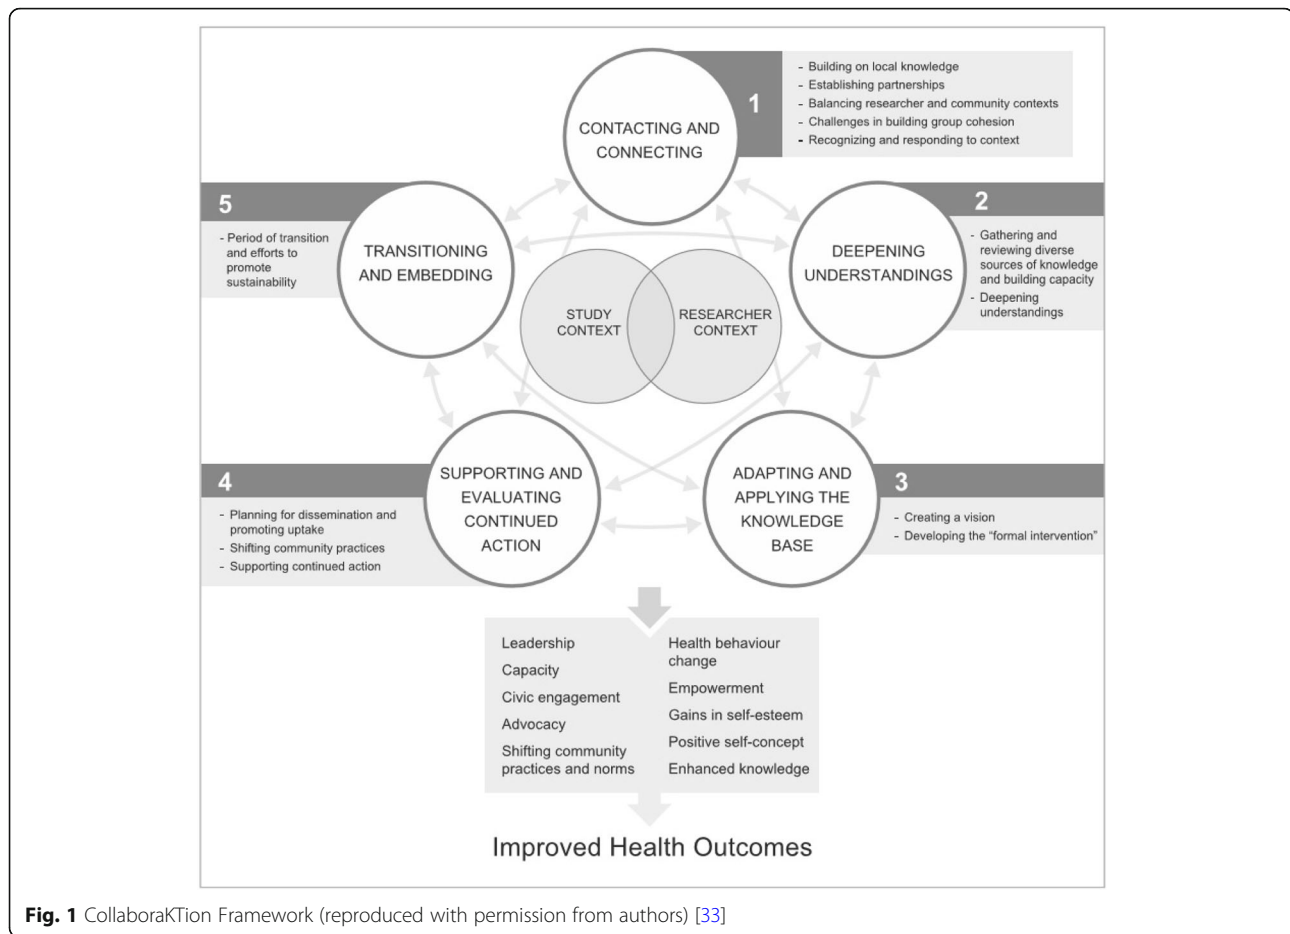 1
CONTACTING AND
CONNECTING
- Building on local knowledge
- Establishing partnerships
- Balancing researcher and community contexts
- Challenges in building group cohesion
- Recognizing and responding to context
2
DEEPENING
UNDERSTANDINGS
- Gathering and
reviewing diverse
sources of knowledge
and building capacity
- Deepening
understandings
3
ADAPTING AND
APPLYING THE
KNOWLEDGE
BASE
- Creating a vision
- Developing the “formal intervention”
4
SUPPORTING AND
EVALUATING
CONTINUED
ACTION
- Planning for dissemination and
promoting uptake
- Shifting community practices
- Supporting continued action
5
TRANSITIONING
AND EMBEDDING
- Period of transition
and efforts to
promote
sustainability
STUDY
CONTEXT
RESEARCHER
CONTEXT
Leadership
Capacity
Civic engagement
Advocacy
Shifting community
practices and norms
Health behaviour
change
Empowerment
Gains in self-esteem
Positive self-concept
Enhanced knowledge
Improved Health Outcomes
Fig. 1 CollaboraKTion Framework (reproduced with permission from authors) [33]